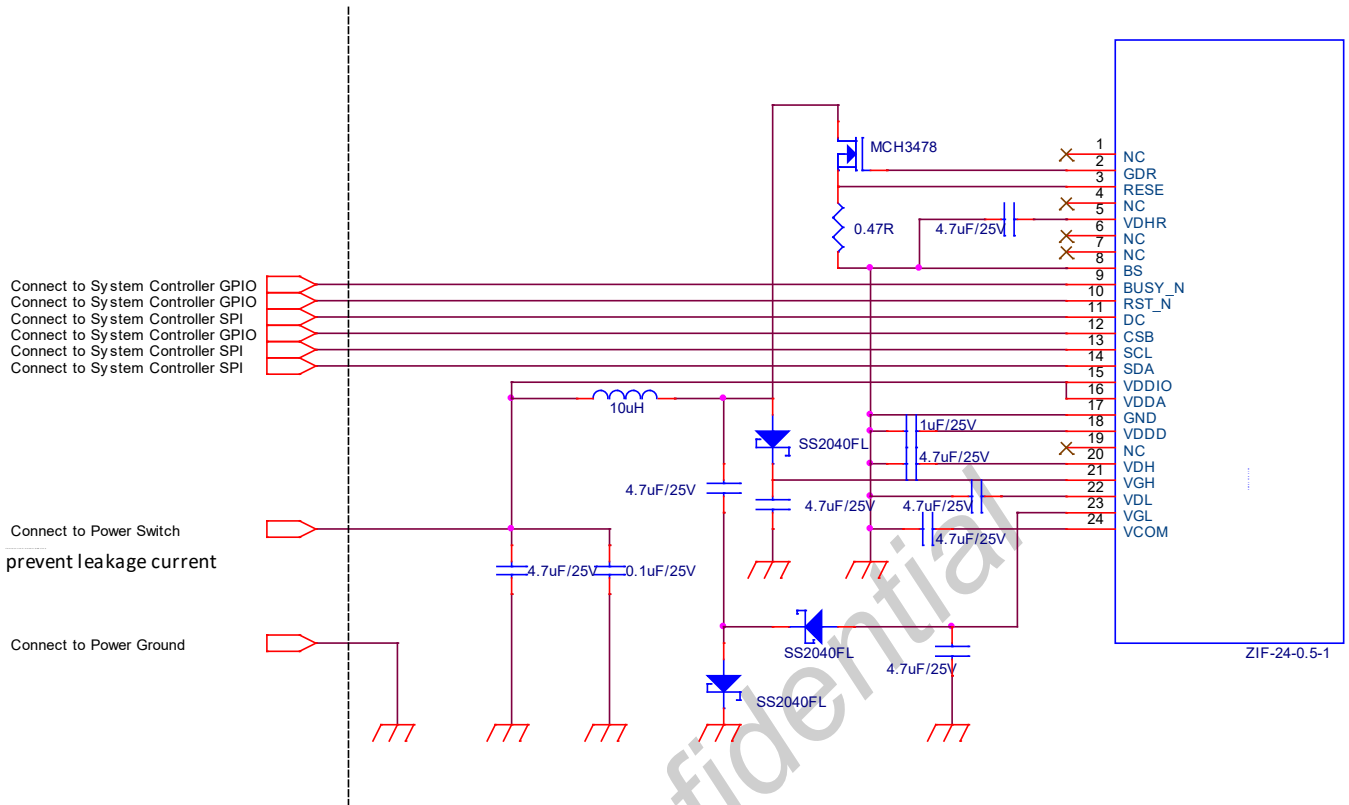 MCH3478
0.47R
4.7uF/25V
1
NC
2
GDR
3
RESE
4
NC
5
VDHR
6
NC
7
NC
8
BS
9
BUSY_N
10
RST_N
11
DC
12
CSB
13
SCL
14
SDA
15
VDDIO
16
VDDA
17
GND
18
VDDD
19
NC
20
VDH
21
VGH
22
VDL
23
VGL
24
VCOM
Connect to System Controller GPIO
Connect to System Controller GPIO
Connect to System Controller SPI
Connect to System Controller GPIO
Connect to System Controller SPI
Connect to System Controller SPI
10uH
1uF/25V
SS2040FL
4.7uF/25V
4.7uF/25V
4.7uF/25V
4.7uF/25V
4.7uF/25V
Connect to Power Switch
prevent leakage current
4.7uF/25V
0.1uF/25V
Connect to Power Ground
SS2040FL
4.7uF/25V
SS2040FL
ZIF-24-0.5-1
fidential